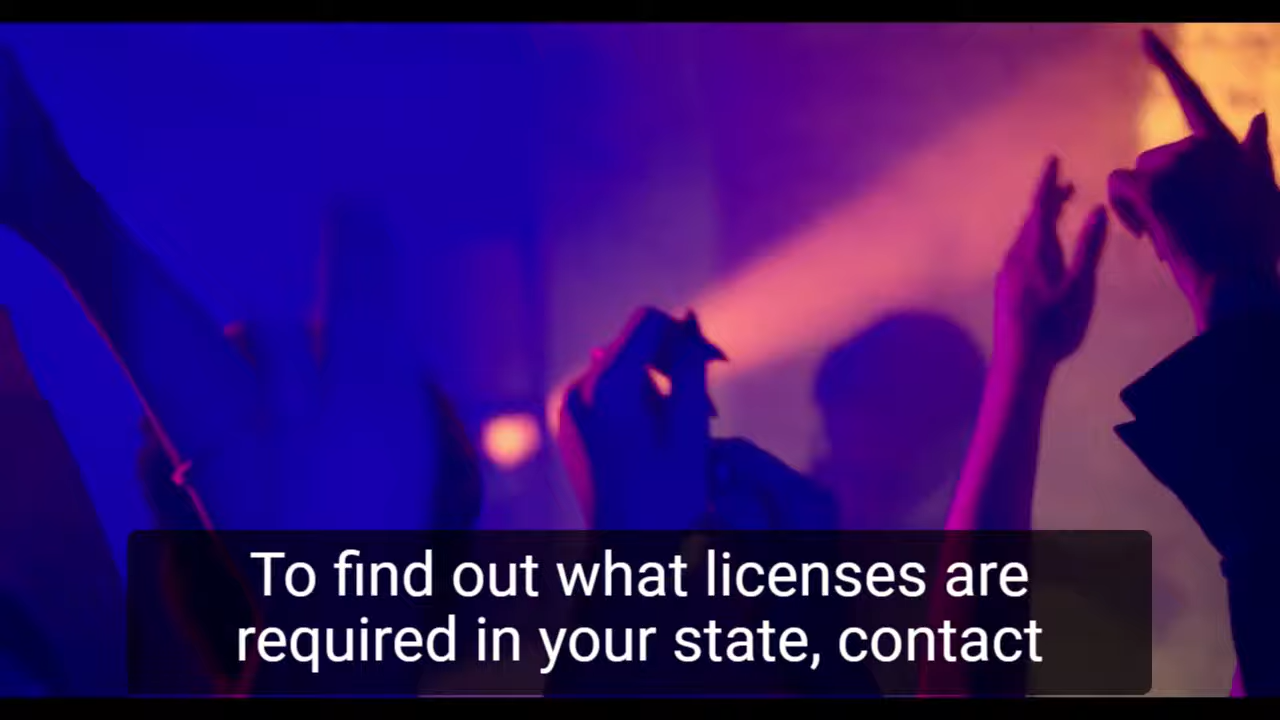 To find out what licenses are
required in your state, contact